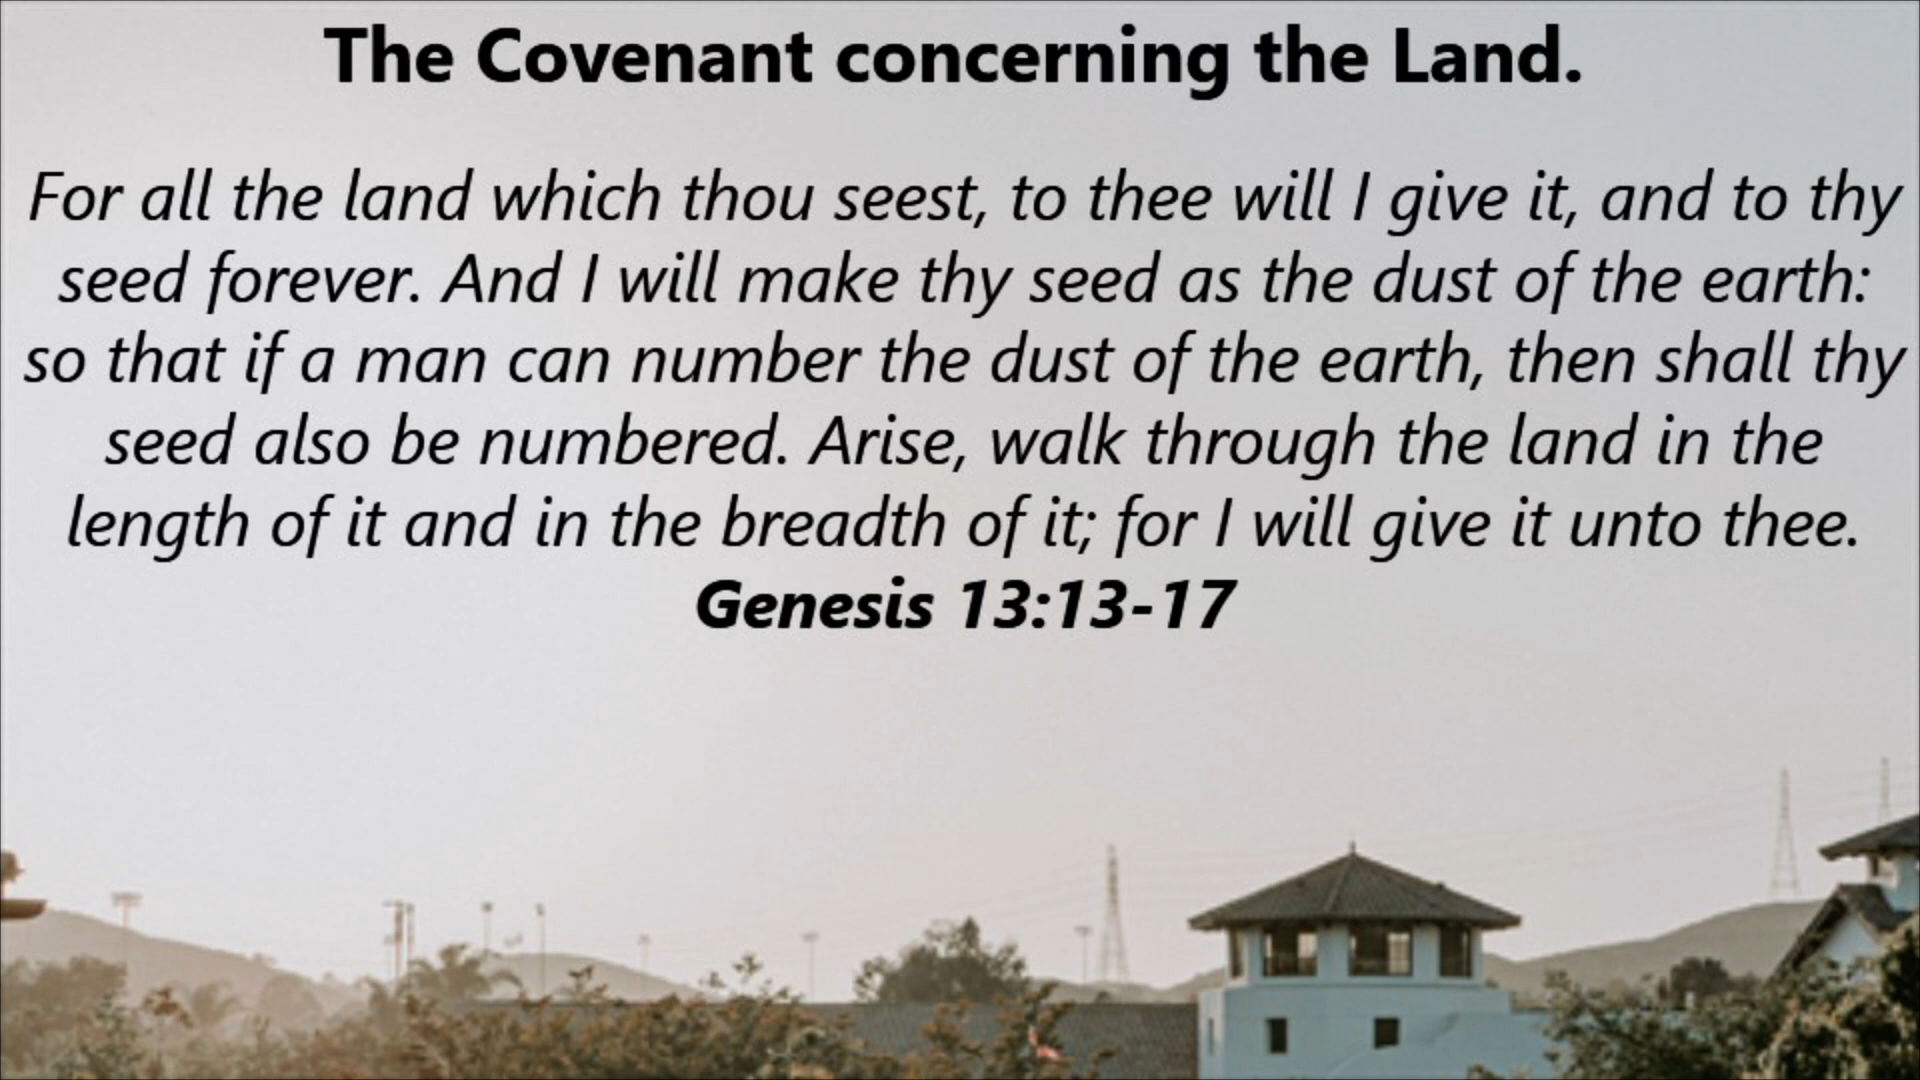 The Covenant concerning the Land.
For all the land which thou seest, to thee will I give it, and to thy
seed forever. And I will make thy seed as the dust of the earth:
so that if a man can number the dust of the earth, then shall thy
seed also be numbered. Arise, walk through the land in the
length of it and in the breadth of it; for I will give it unto thee.
Genesis 13:13-17